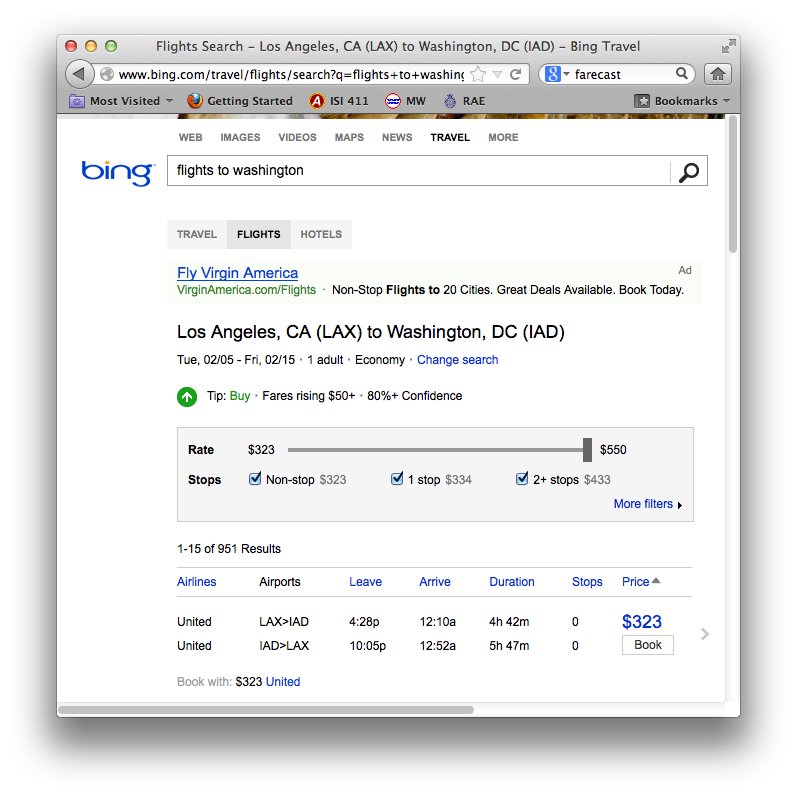 Flights Search – Los Angeles, CA (LAX) to Washington, DC (IAD) – Bing Travel
www.bing.com/travel/flights/search?q=flights+to+washing
farecast
Most Visited Getting Started ISI 411 MW RAE Bookmarks
WEB IMAGES VIDEOS MAPS NEWS TRAVEL MORE
bing flights to washington
TRAVEL FLIGHTS HOTELS
Fly Virgin America Ad
VirginAmerica.com/Flights · Non-Stop Flights to 20 Cities. Great Deals Available. Book Today.
Los Angeles, CA (LAX) to Washington, DC (IAD)
Tue, 02/05 - Fri, 02/15 · 1 adult · Economy · Change search
Tip: Buy · Fares rising $50+ · 80%+ Confidence
Rate $323 $550
Stops Non-stop $323 1 stop $334 2+ stops $433
More filters
1-15 of 951 Results
Airlines Airports Leave Arrive Duration Stops Price
United LAX>IAD 4:28p 12:10a 4h 42m 0 $323
United IAD>LAX 10:05p 12:52a 5h 47m 0 Book
Book with: $323 United